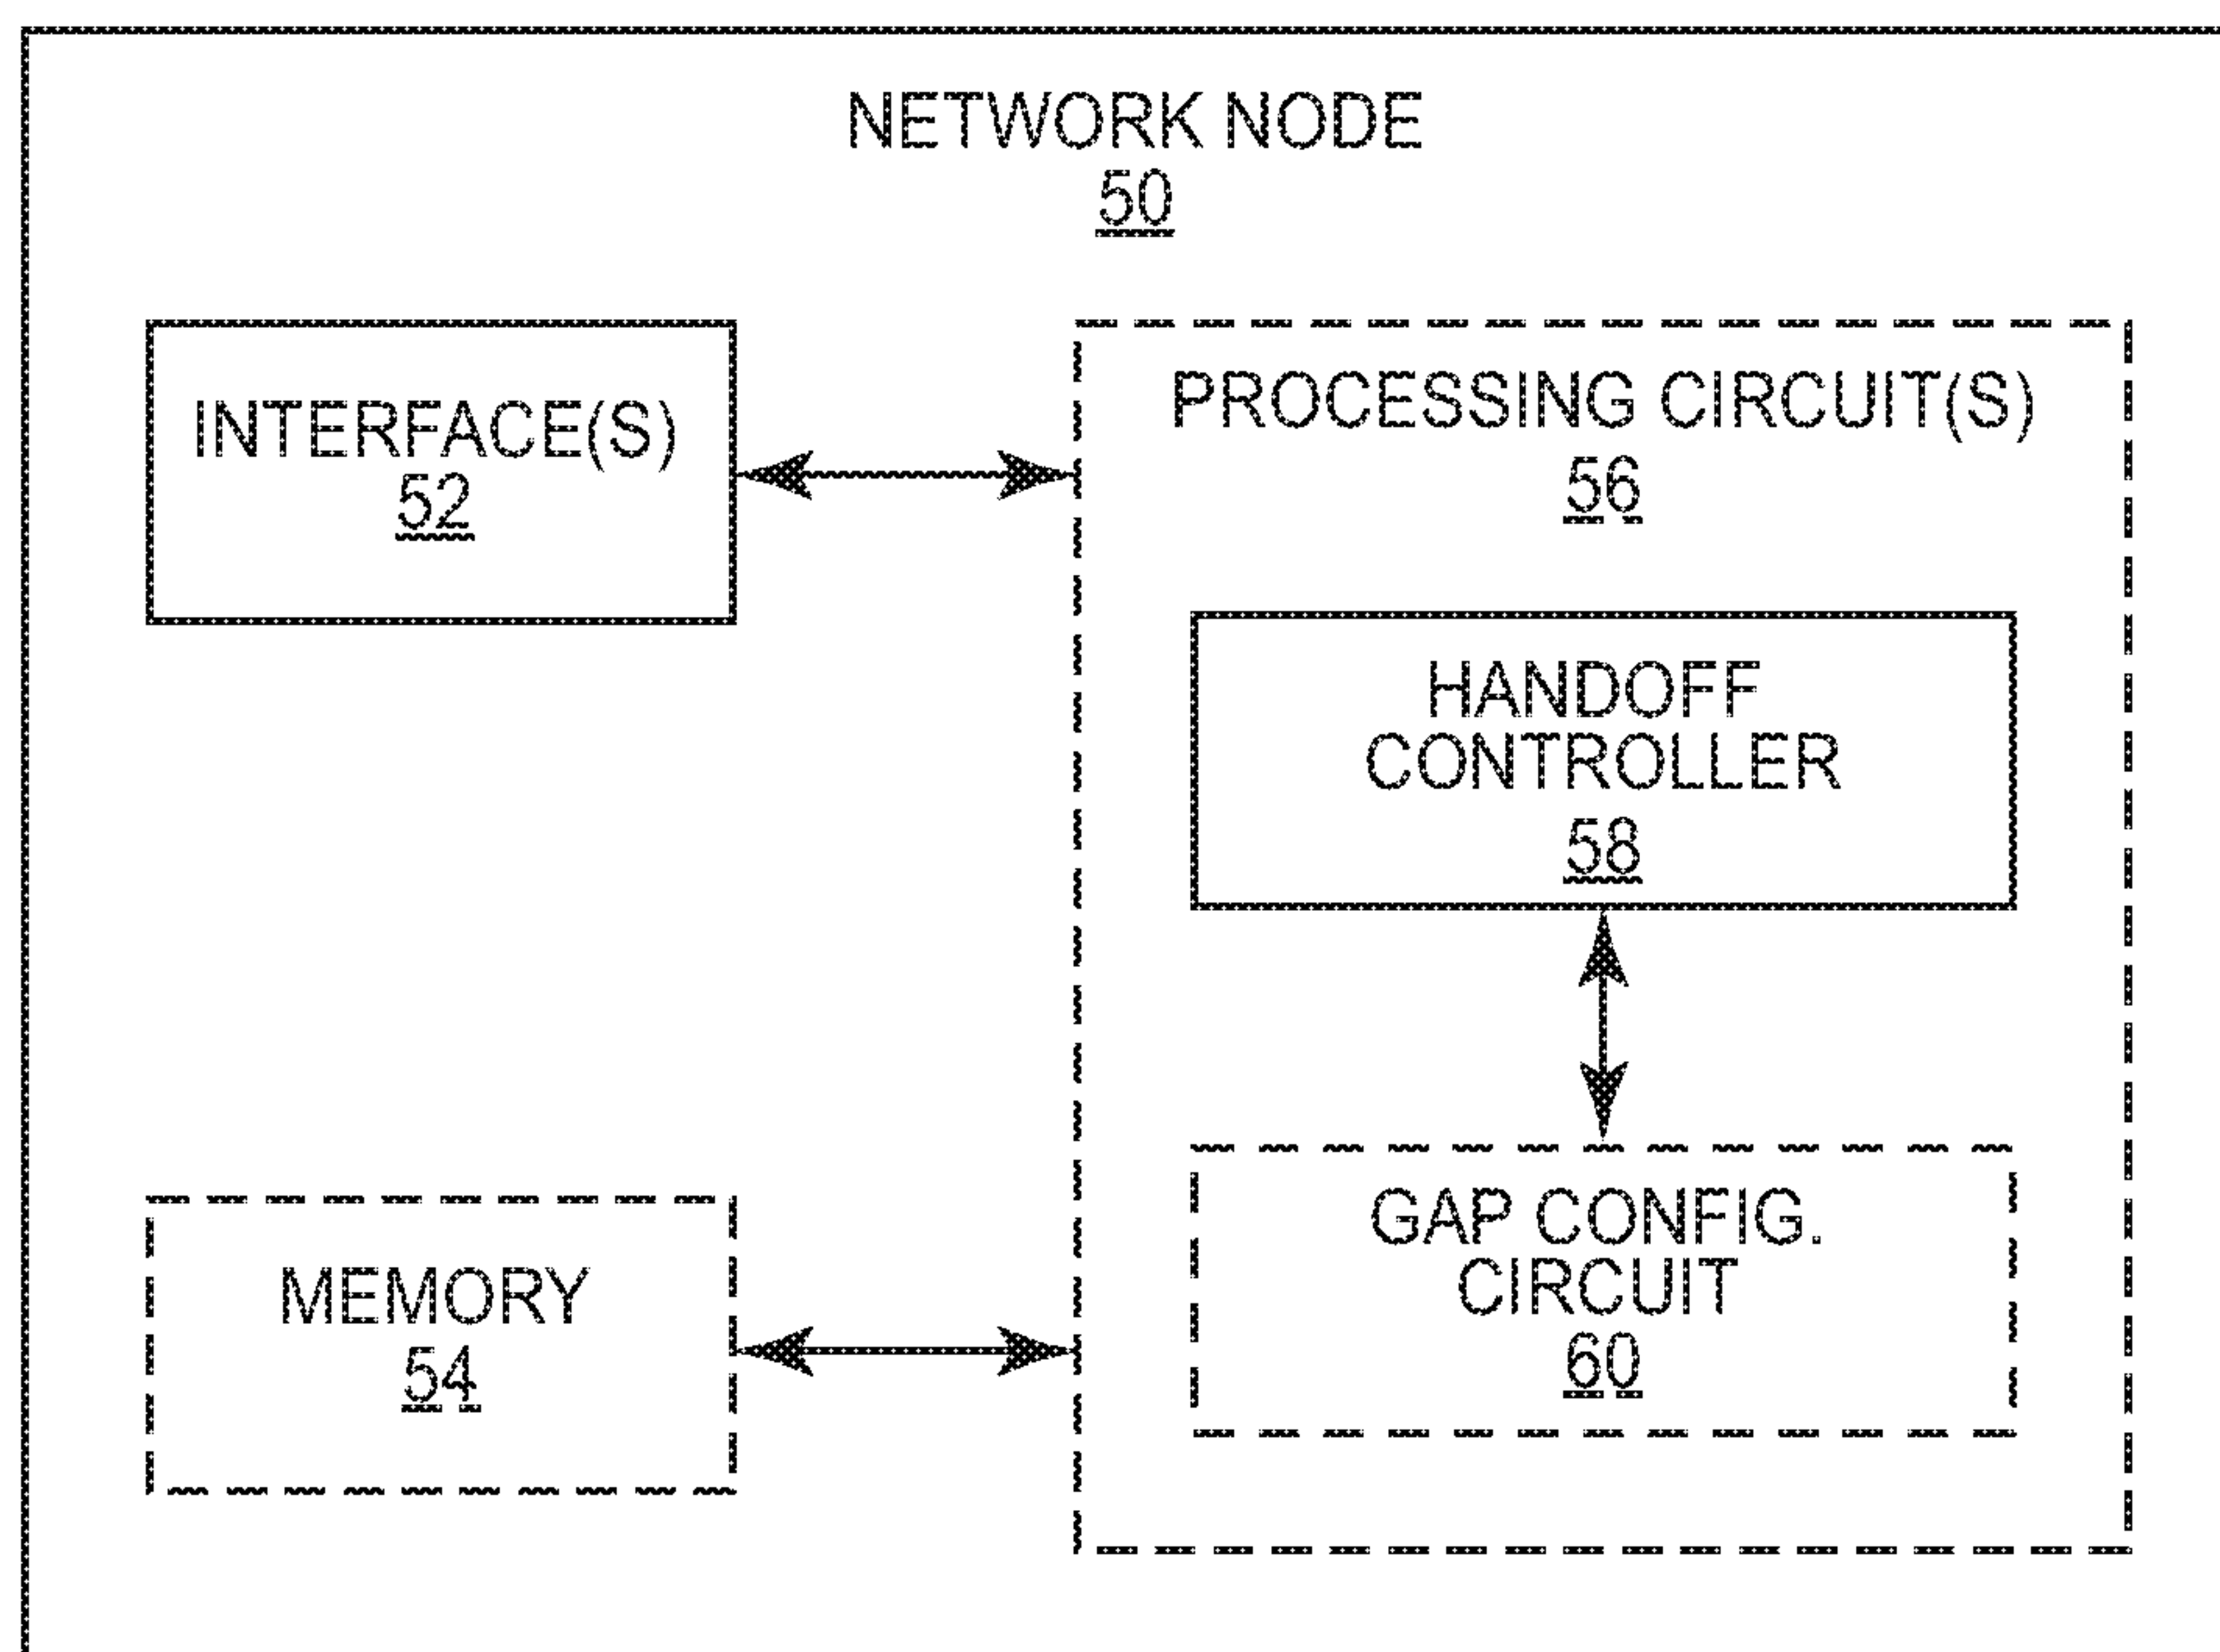 NETWORK NODE
50
INTERFACE(S)
52
PROCESSING CIRCUIT(S)
56
HANDOFF
CONTROLLER
58
MEMORY
54
GAP CONFIG.
CIRCUIT
60